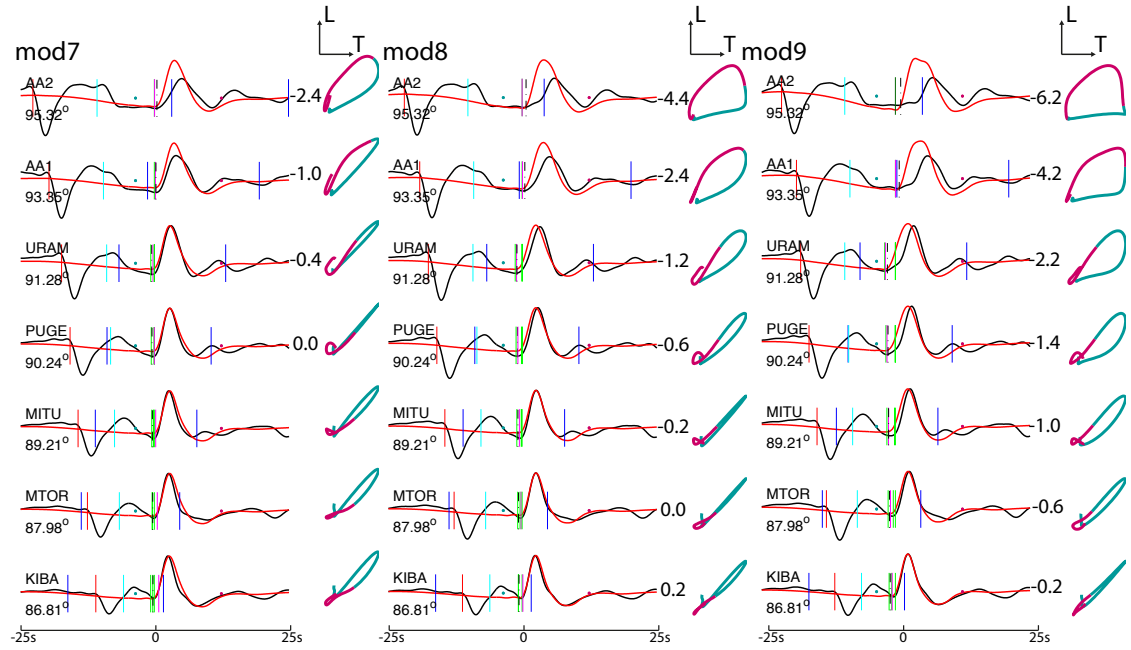 L
T
mod7
L
T
mod8
L
T
mod9
AA2
95.32°
-2.4
AA2
95.32°
-4.4
AA2
95.32°
-6.2
AA1
93.35°
-1.0
AA1
93.35°
-2.4
AA1
93.35°
-4.2
URAM
91.28°
-0.4
URAM
91.28°
-1.2
URAM
91.28°
-2.2
PUGE
90.24°
0.0
PUGE
90.24°
-0.6
PUGE
90.24°
1.4
MITU
89.21°
MITU
89.21°
-0.2
MITU
89.21°
-1.0
MTOR
87.98°
MTOR
87.98°
0.0
MTOR
87.98°
-0.6
KIBA
86.81°
KIBA
86.81°
0.2
KIBA
86.81°
-0.2
-25s 0 25s
-25s 0 25s
-25s 0 25s